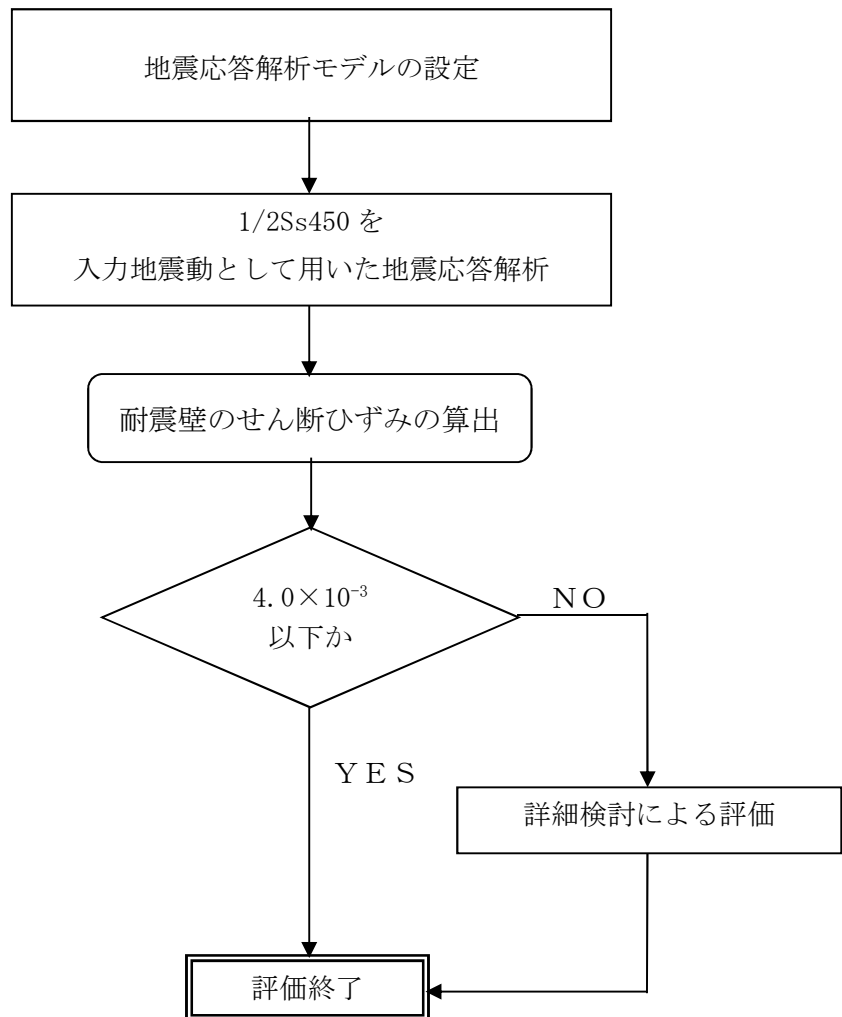 地震応答解析モデルの設定
1/2Ss450 を
入力地震動として用いた地震応答解析
耐震壁のせん断ひずみの算出
4.0×10⁻³
以下か
ＮＯ
ＹＥＳ
詳細検討による評価
評価終了